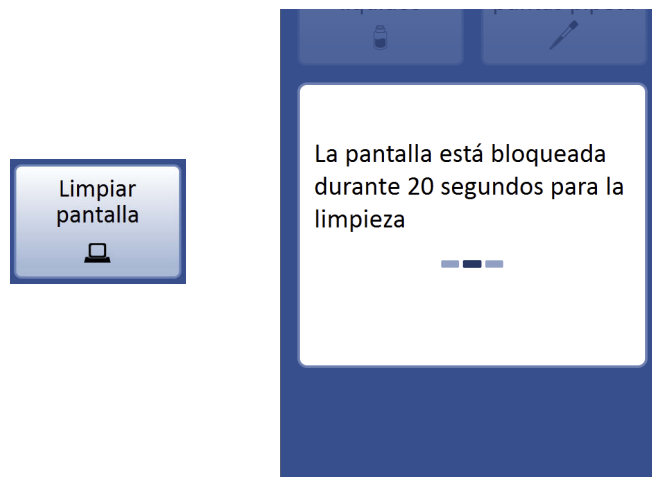 Limpiar
pantalla
La pantalla está bloqueada
durante 20 segundos para la
limpieza